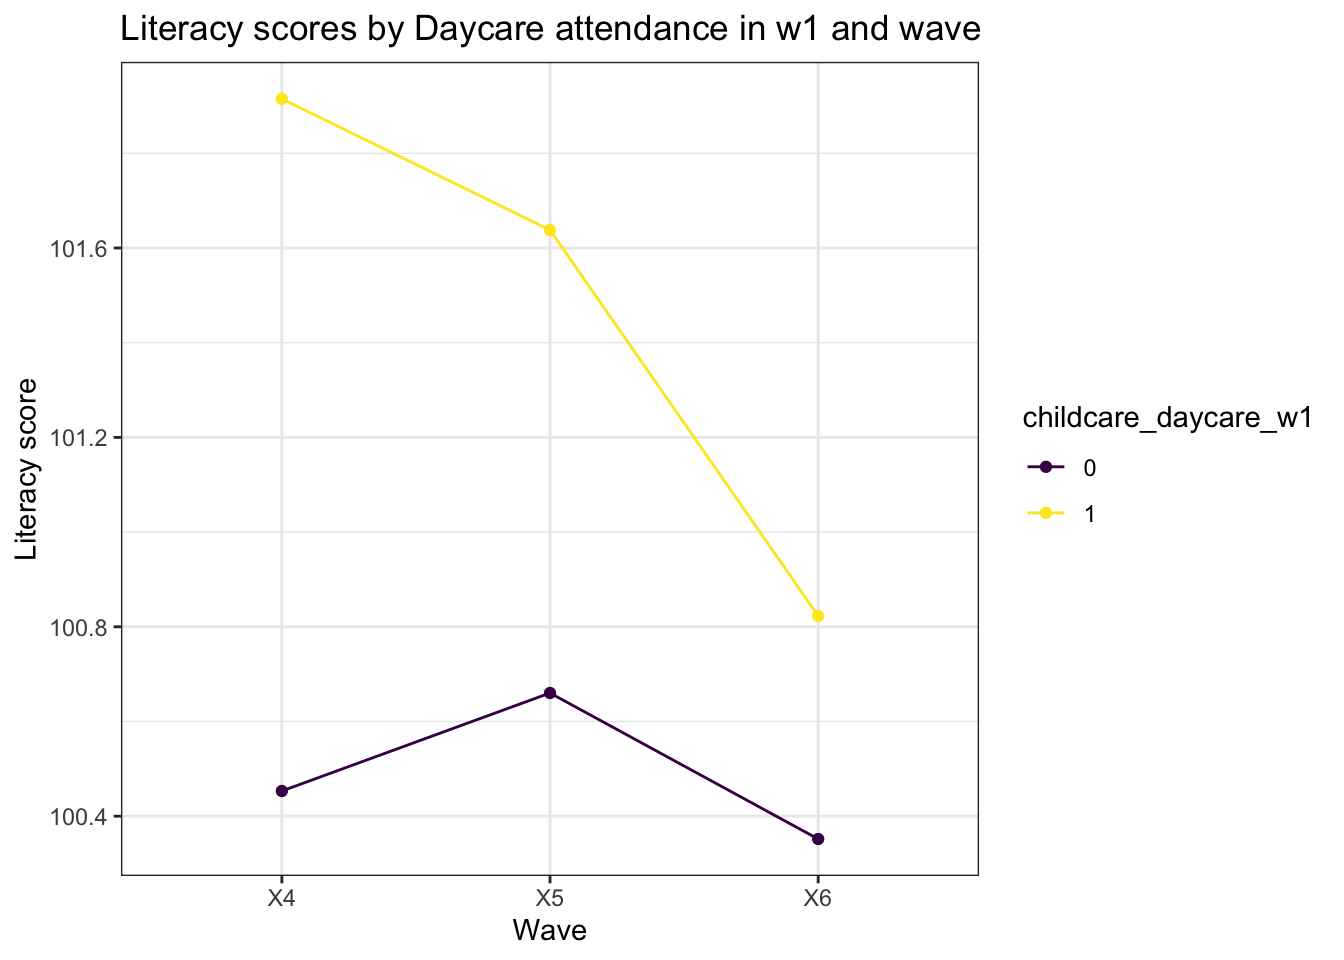 Literacy scores by Daycare attendance in w1 and wave
Literacy score
101.6
101.2
100.8
100.4
X4 X5 X6
Wave
childcare_daycare_w1
0
1